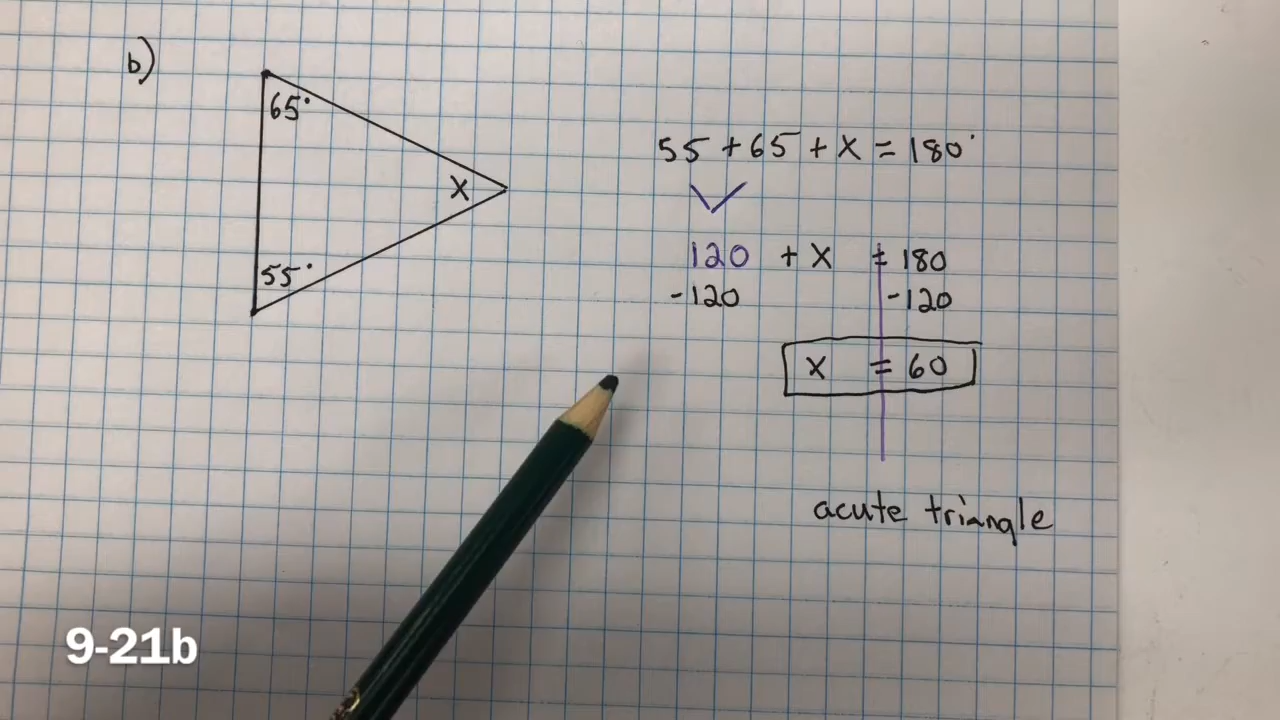 b)
65°
x
55°
55 + 65 + x = 180°
120 + x = 180
-120 -120
x = 60
acute triangle
9-21b